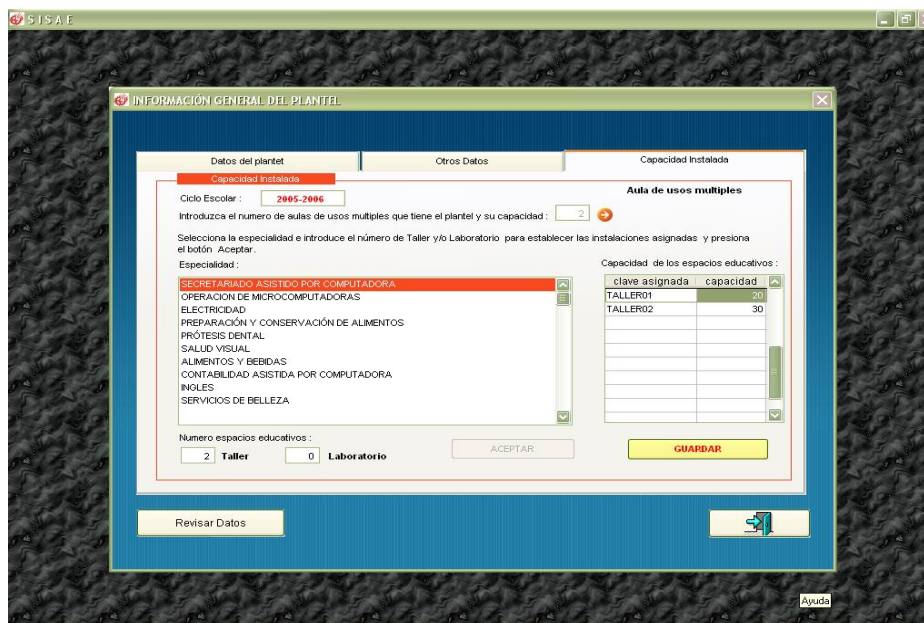 SISAE
INFORMACIÓN GENERAL DEL PLANTEL
Datos del plantet
Otros Datos
Capacidad Instalada
Capacidad Instalada
Aula de usos multiples
Ciclo Escolar :
2005-2006
Introduzca el numero de aulas de usos multiples que tiene el plantel y su capacidad :
2
Selecciona la especialidad e introduce el número de Taller y/o Laboratorio para establecer las instalaciones asignadas y presiona
el botón Aceptar.
Especialidad :
SECRETARIADO ASISTIDO POR COMPUTADORA
OPERACION DE MICROCOMPUTADORAS
ELECTRICIDAD
PREPARACIÓN Y CONSERVACIÓN DE ALIMENTOS
PRÓTESIS DENTAL
SALUD VISUAL
ALIMENTOS Y BEBIDAS
CONTABILIDAD ASISTIDA POR COMPUTADORA
INGLES
SERVICIOS DE BELLEZA
Capacidad de los espacios educativos :
clave asignada capacidad
TALLER01 20
TALLER02 30
Numero espacios educativos :
2 Taller 0 Laboratorio
ACEPTAR
GUARDAR
Revisar Datos
Ayuda